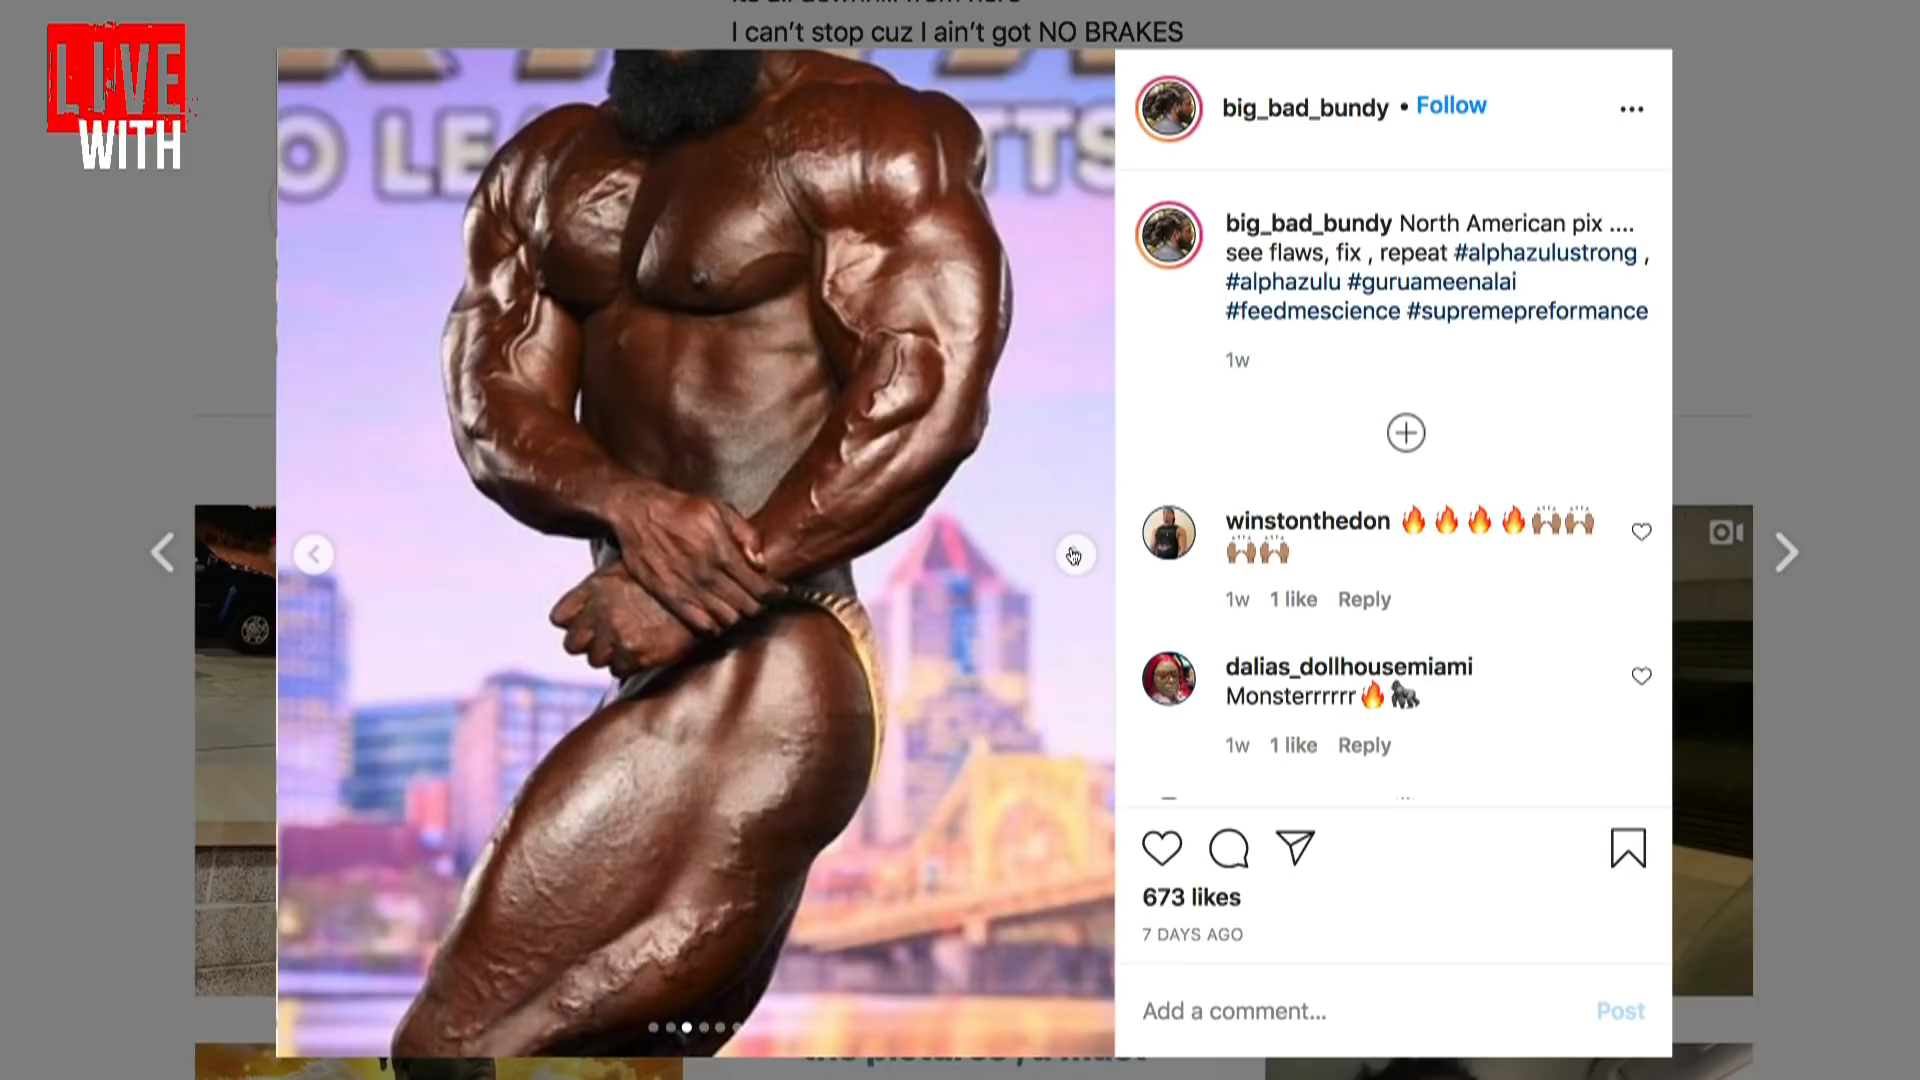 I can't stop cuz I ain't got NO BRAKES
LIVE
WITH
big_bad_bundy • Follow
big_bad_bundy North American pix ....
see flaws, fix , repeat #alphazulustrong ,
#alphazulu #guruameenalai
#feedmescience #supremepreformance
1w
winstonthedon 🔥🔥🔥🔥🙌🏽🙌🏽
🙌🏽🙌🏽
1w 1 like Reply
dalias_dollhousemiami
Monsterrrrrr🔥🦍
1w 1 like Reply
673 likes
7 DAYS AGO
Add a comment... Post